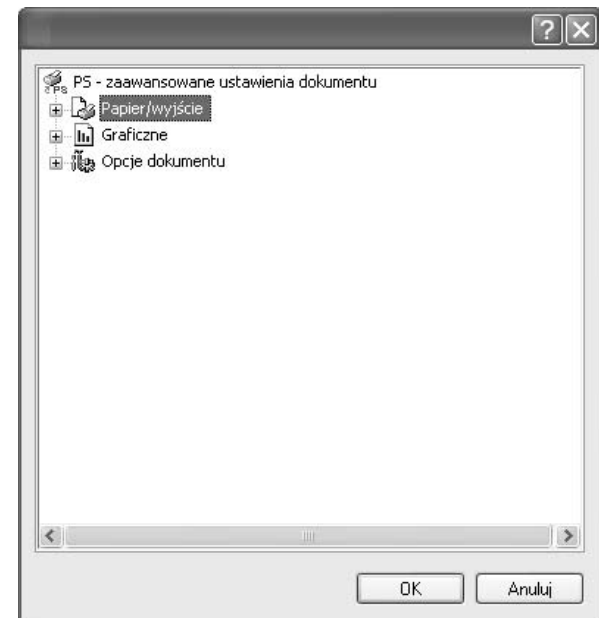 PS - zaawansowane ustawienia dokumentu
Papier/wyjście
Graficzne
Opcje dokumentu
OK
Anuluj